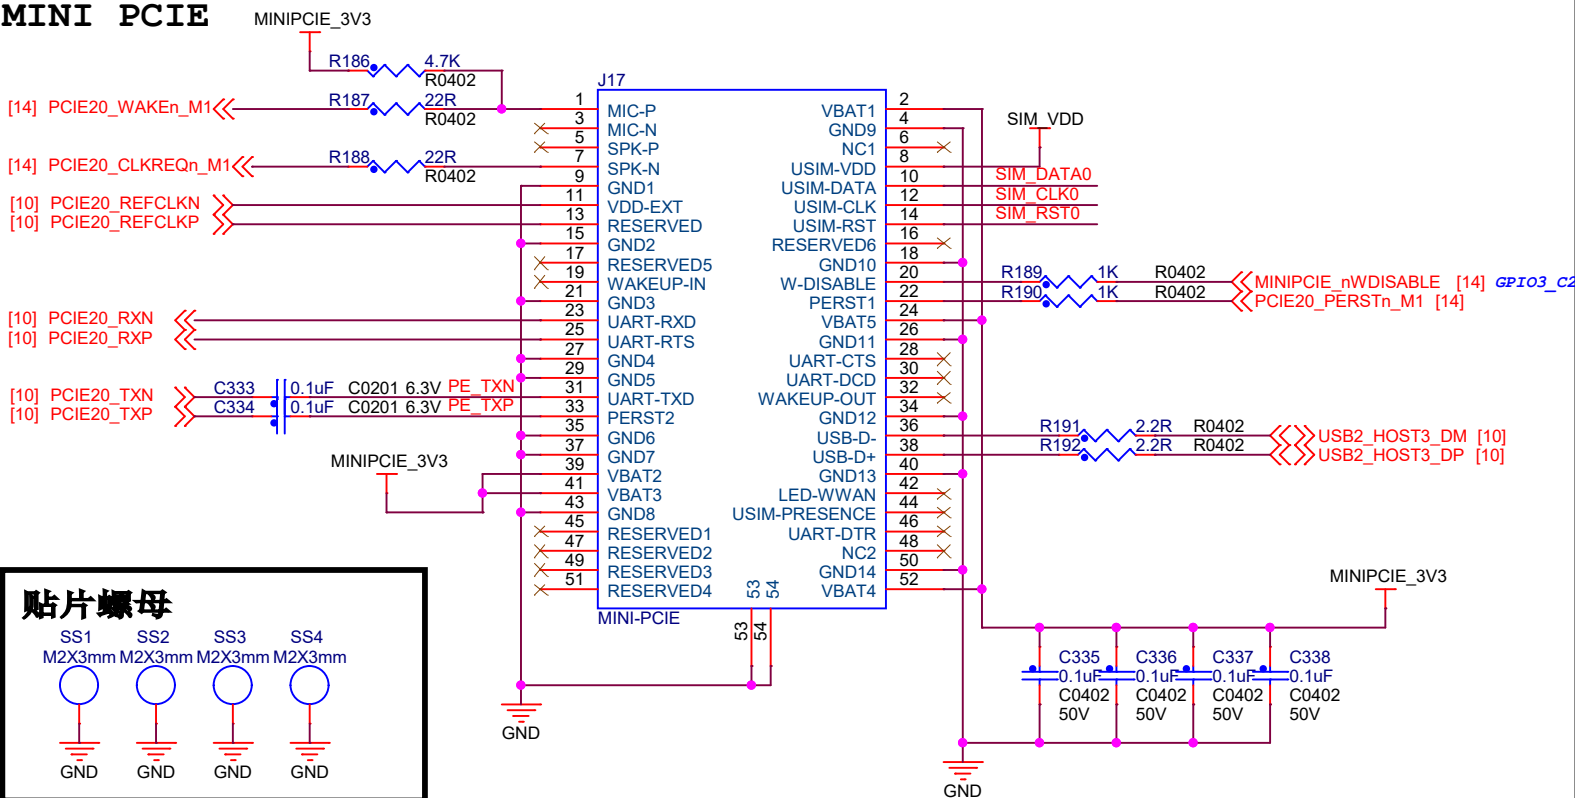 MINI PCIE
MINIPCIE_3V3
R186 4.7K
R0402
[14] PCIE20_WAKEn_M1 R187 22R
R0402
[14] PCIE20_CLKREQn_M1 R188 22R
R0402
[10] PCIE20_REFCLKN
[10] PCIE20_REFCLKP
[10] PCIE20_RXN
[10] PCIE20_RXP
[10] PCIE20_TXN C333 0.1uF C0201 6.3V PE_TXN
[10] PCIE20_TXP C334 0.1uF C0201 6.3V PE_TXP
MINIPCIE_3V3
J17
1 MIC-P VBAT1 2
3 MIC-N GND9 4
5 SPK-P NC1 6
7 SPK-N USIM-VDD 8
9 GND1 USIM-DATA 10
11 VDD-EXT USIM-CLK 12
13 RESERVED USIM-RST 14
15 GND2 RESERVED6 16
17 RESERVED5 GND10 18
19 WAKEUP-IN W-DISABLE 20
21 GND3 PERST1 22
23 UART-RXD VBAT5 24
25 UART-RTS GND11 26
27 GND4 UART-CTS 28
29 GND5 UART-DCD 30
31 UART-TXD WAKEUP-OUT 32
33 PERST2 GND12 34
35 GND6 USB-D- 36
37 GND7 USB-D+ 38
39 VBAT2 GND13 40
41 VBAT3 LED-WWAN 42
43 GND8 USIM-PRESENCE 44
45 RESERVED1 UART-DTR 46
47 RESERVED2 NC2 48
49 RESERVED3 GND14 50
51 RESERVED4 VBAT4 52
53 54
MINI-PCIE
53 54
GND
SIM_VDD
SIM_DATA0
SIM_CLK0
SIM_RST0
R189 1K R0402 MINIPCIE_nWDISABLE [14] GPIO3_C2
R190 1K R0402 PCIE20_PERSTn_M1 [14]
R191 2.2R R0402 USB2_HOST3_DM [10]
R192 2.2R R0402 USB2_HOST3_DP [10]
MINIPCIE_3V3
C335 C336 C337 C338
0.1uF 0.1uF 0.1uF 0.1uF
C0402 C0402 C0402 C0402
50V 50V 50V 50V
GND
贴片螺母
SS1 SS2 SS3 SS4
M2X3mm M2X3mm M2X3mm M2X3mm
GND GND GND GND